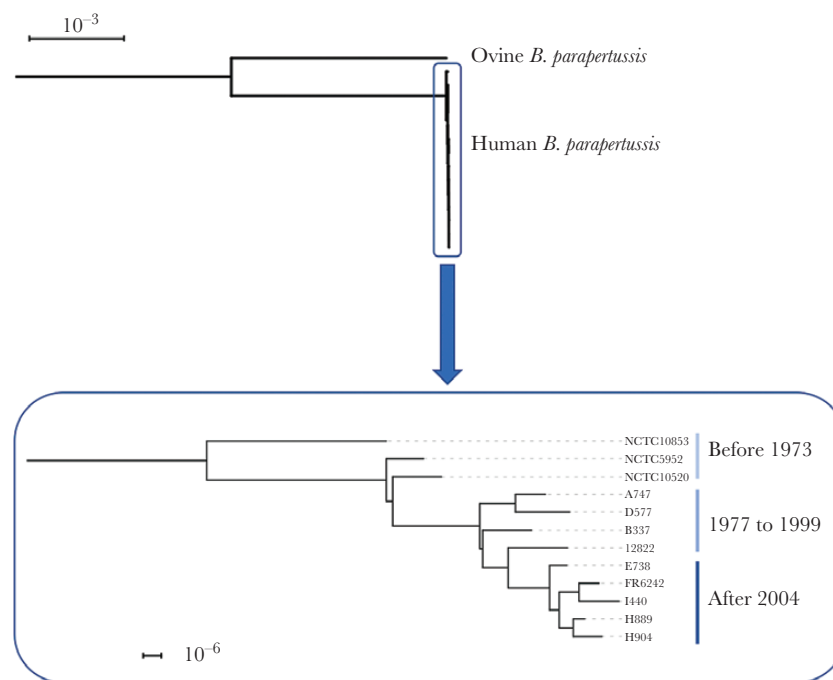 10⁻³
Ovine B. parapertussis
Human B. parapertussis
NCTC10853
NCTC5952
NCTC10520
Before 1973
A747
D577
B337
12822
1977 to 1999
E738
FR6242
I440
H889
H904
After 2004
10⁻⁶